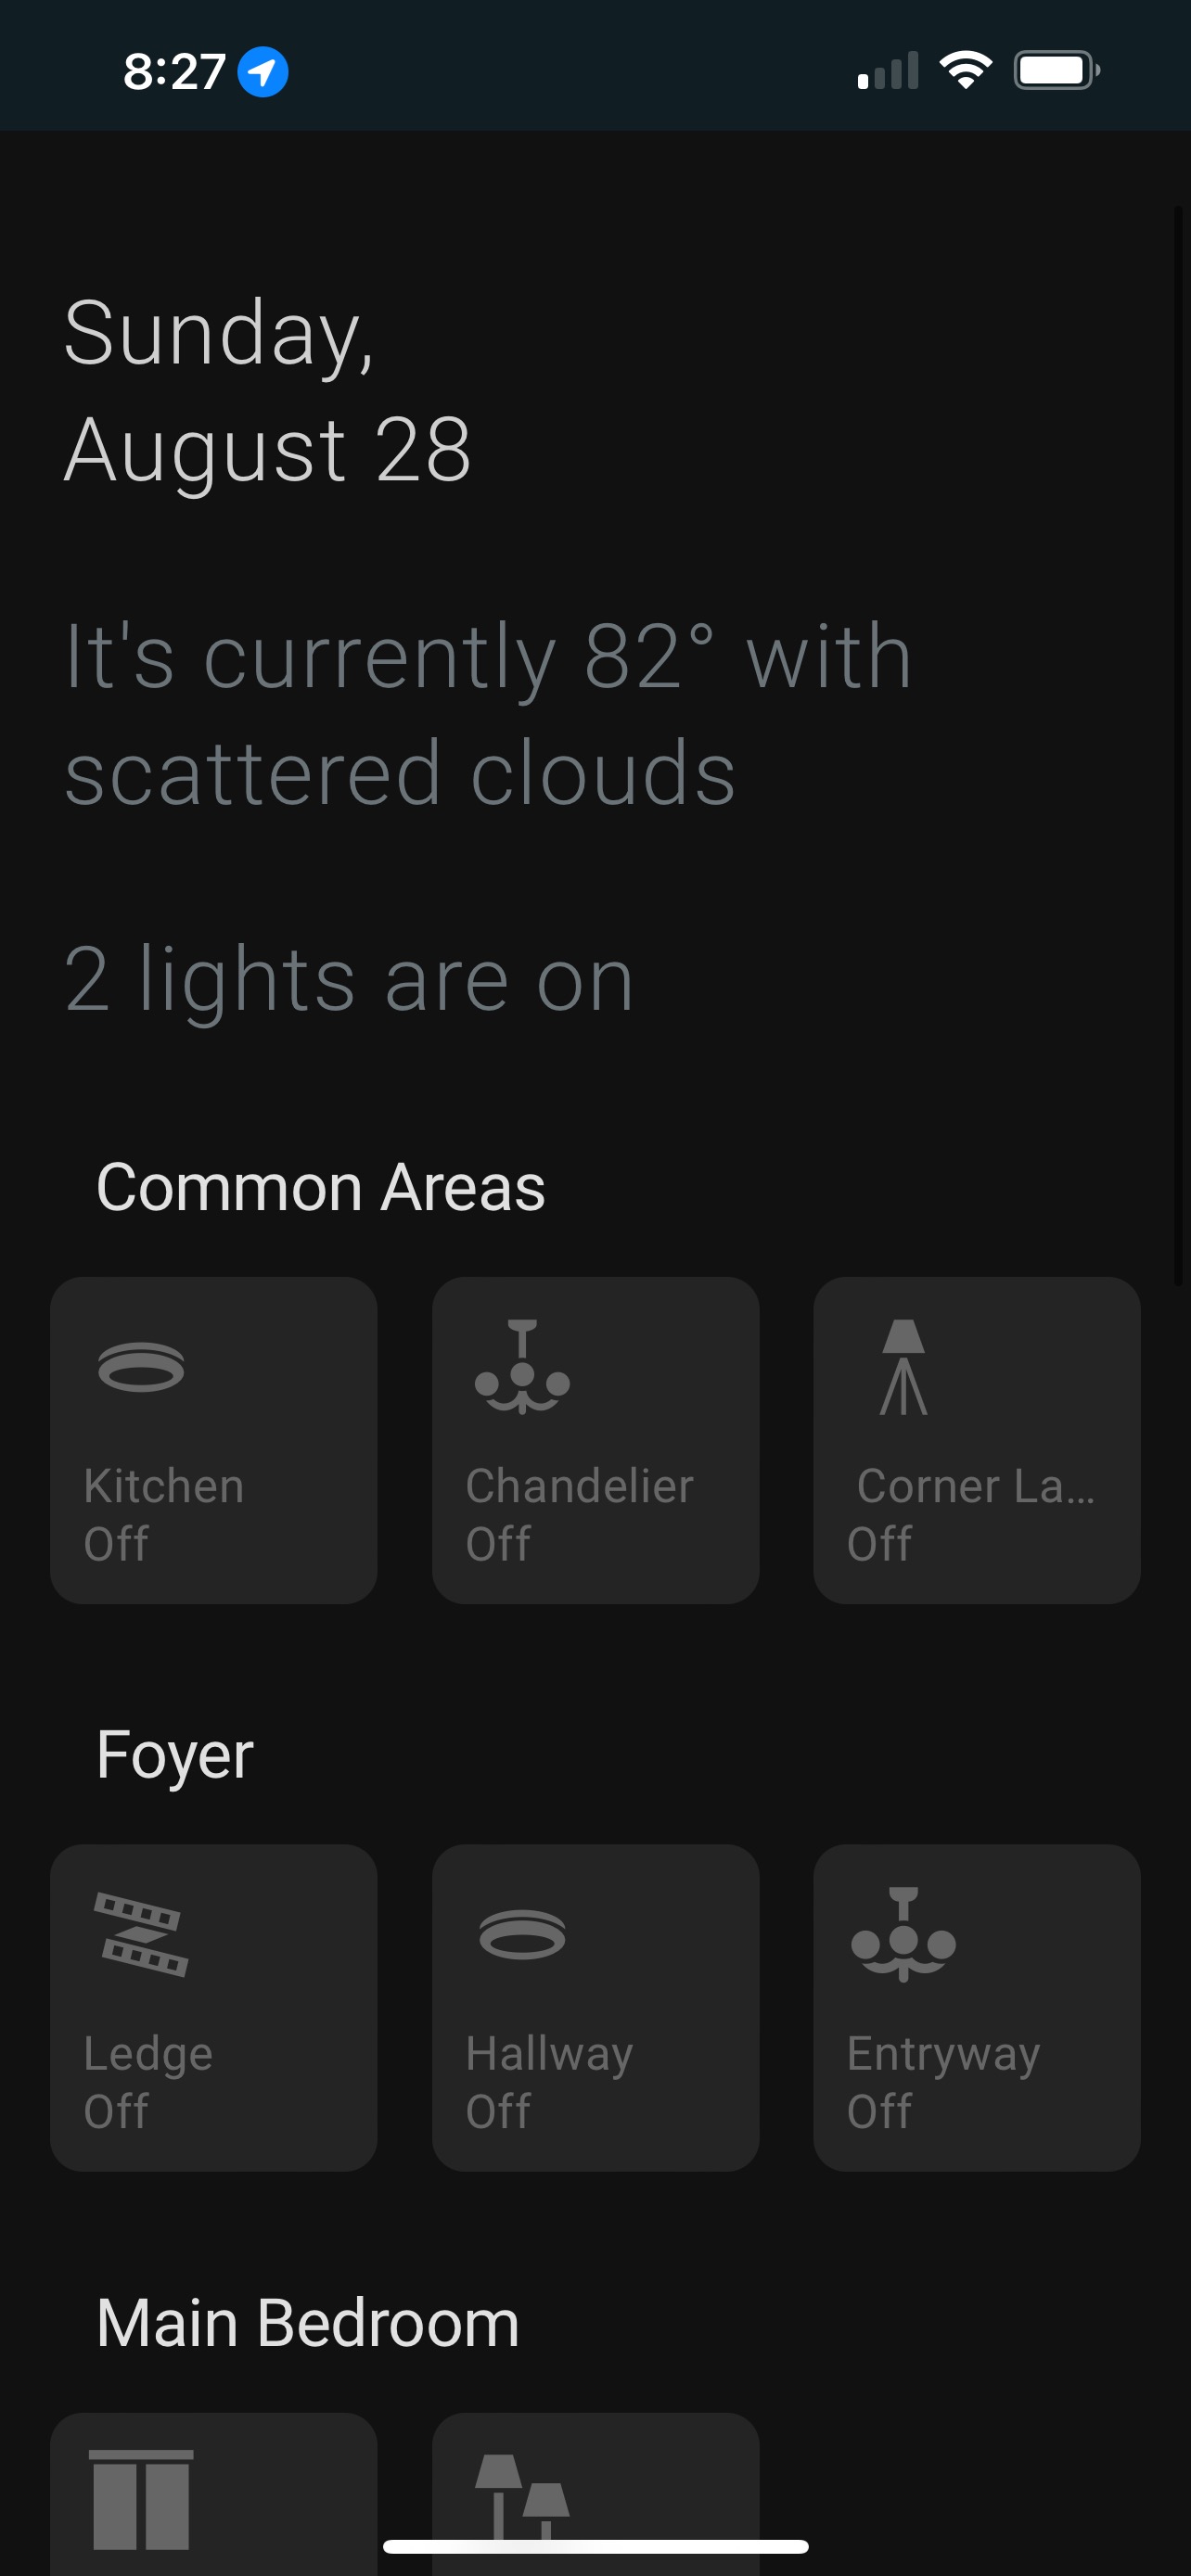 8:27
Sunday,
August 28
It's currently 82° with
scattered clouds
2 lights are on
Common Areas
Kitchen
Off
Chandelier
Off
Corner La...
Off
Foyer
Ledge
Off
Hallway
Off
Entryway
Off
Main Bedroom